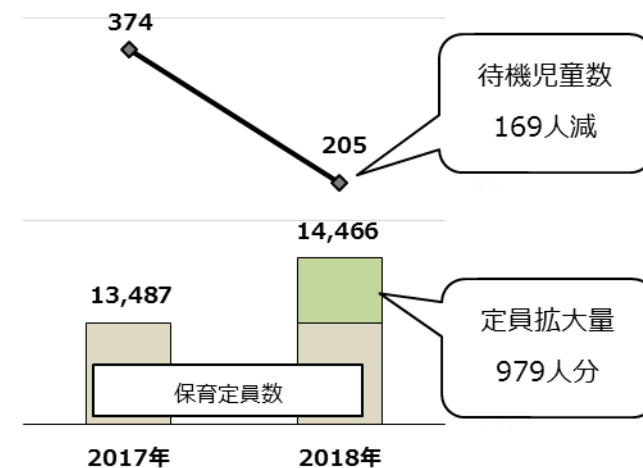 374
待機児童数
169人減
205
14,466
13,487
定員拡大量
979人分
保育定員数
2017年
2018年